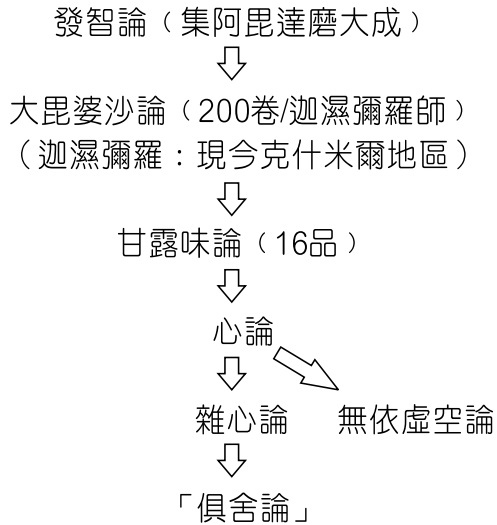 發智論（集阿毘達磨大成）
大毘婆沙論（200卷/迦濕彌羅師）
（迦濕彌羅：現今克什米爾地區）
甘露味論（16品）
心論
雜心論 無依虛空論
「俱舍論」